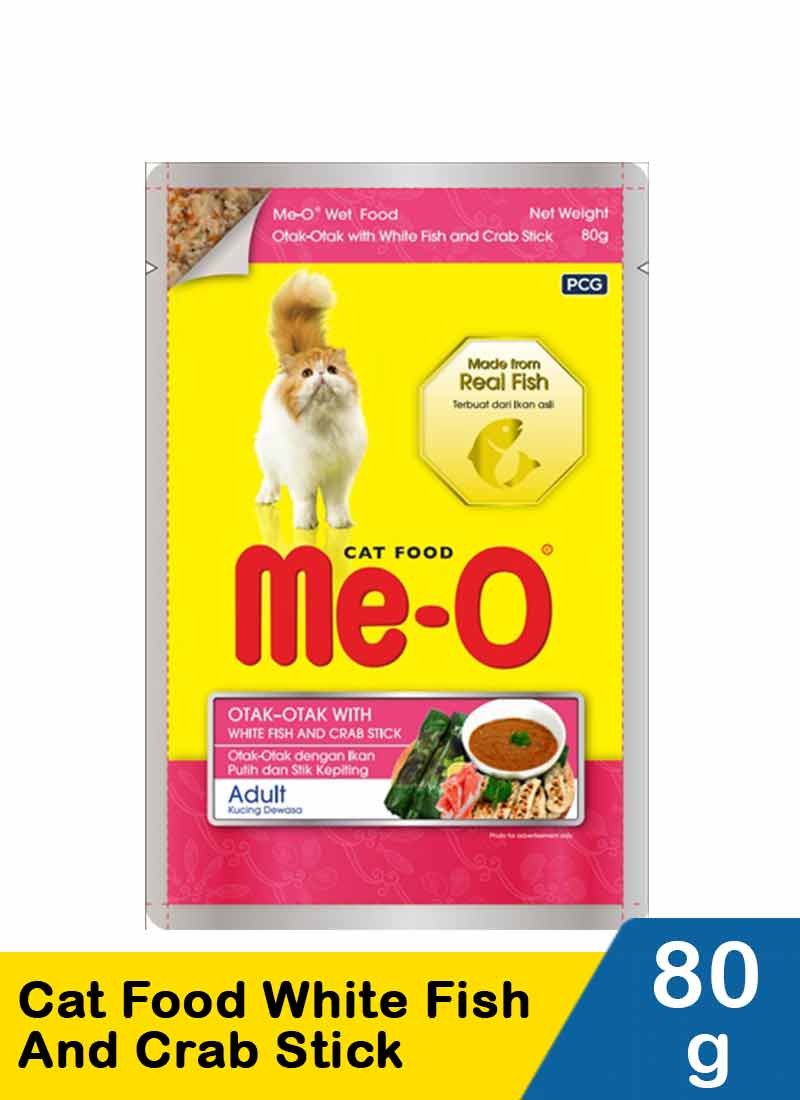 Me-O® Wet Food
Net Weight
Otak-Otak with White Fish and Crab Stick
80g
PCG
Made from
Real Fish
Terbuat dari Ikan asli
CAT FOOD
Me-O®
OTAK-OTAK WITH
WHITE FISH AND CRAB STICK
Otak-Otak dengan Ikan
Putih dan Stik Kepiting
Adult
Kucing Dewasa
Photo for advertisement only
Cat Food White Fish
And Crab Stick
80
g